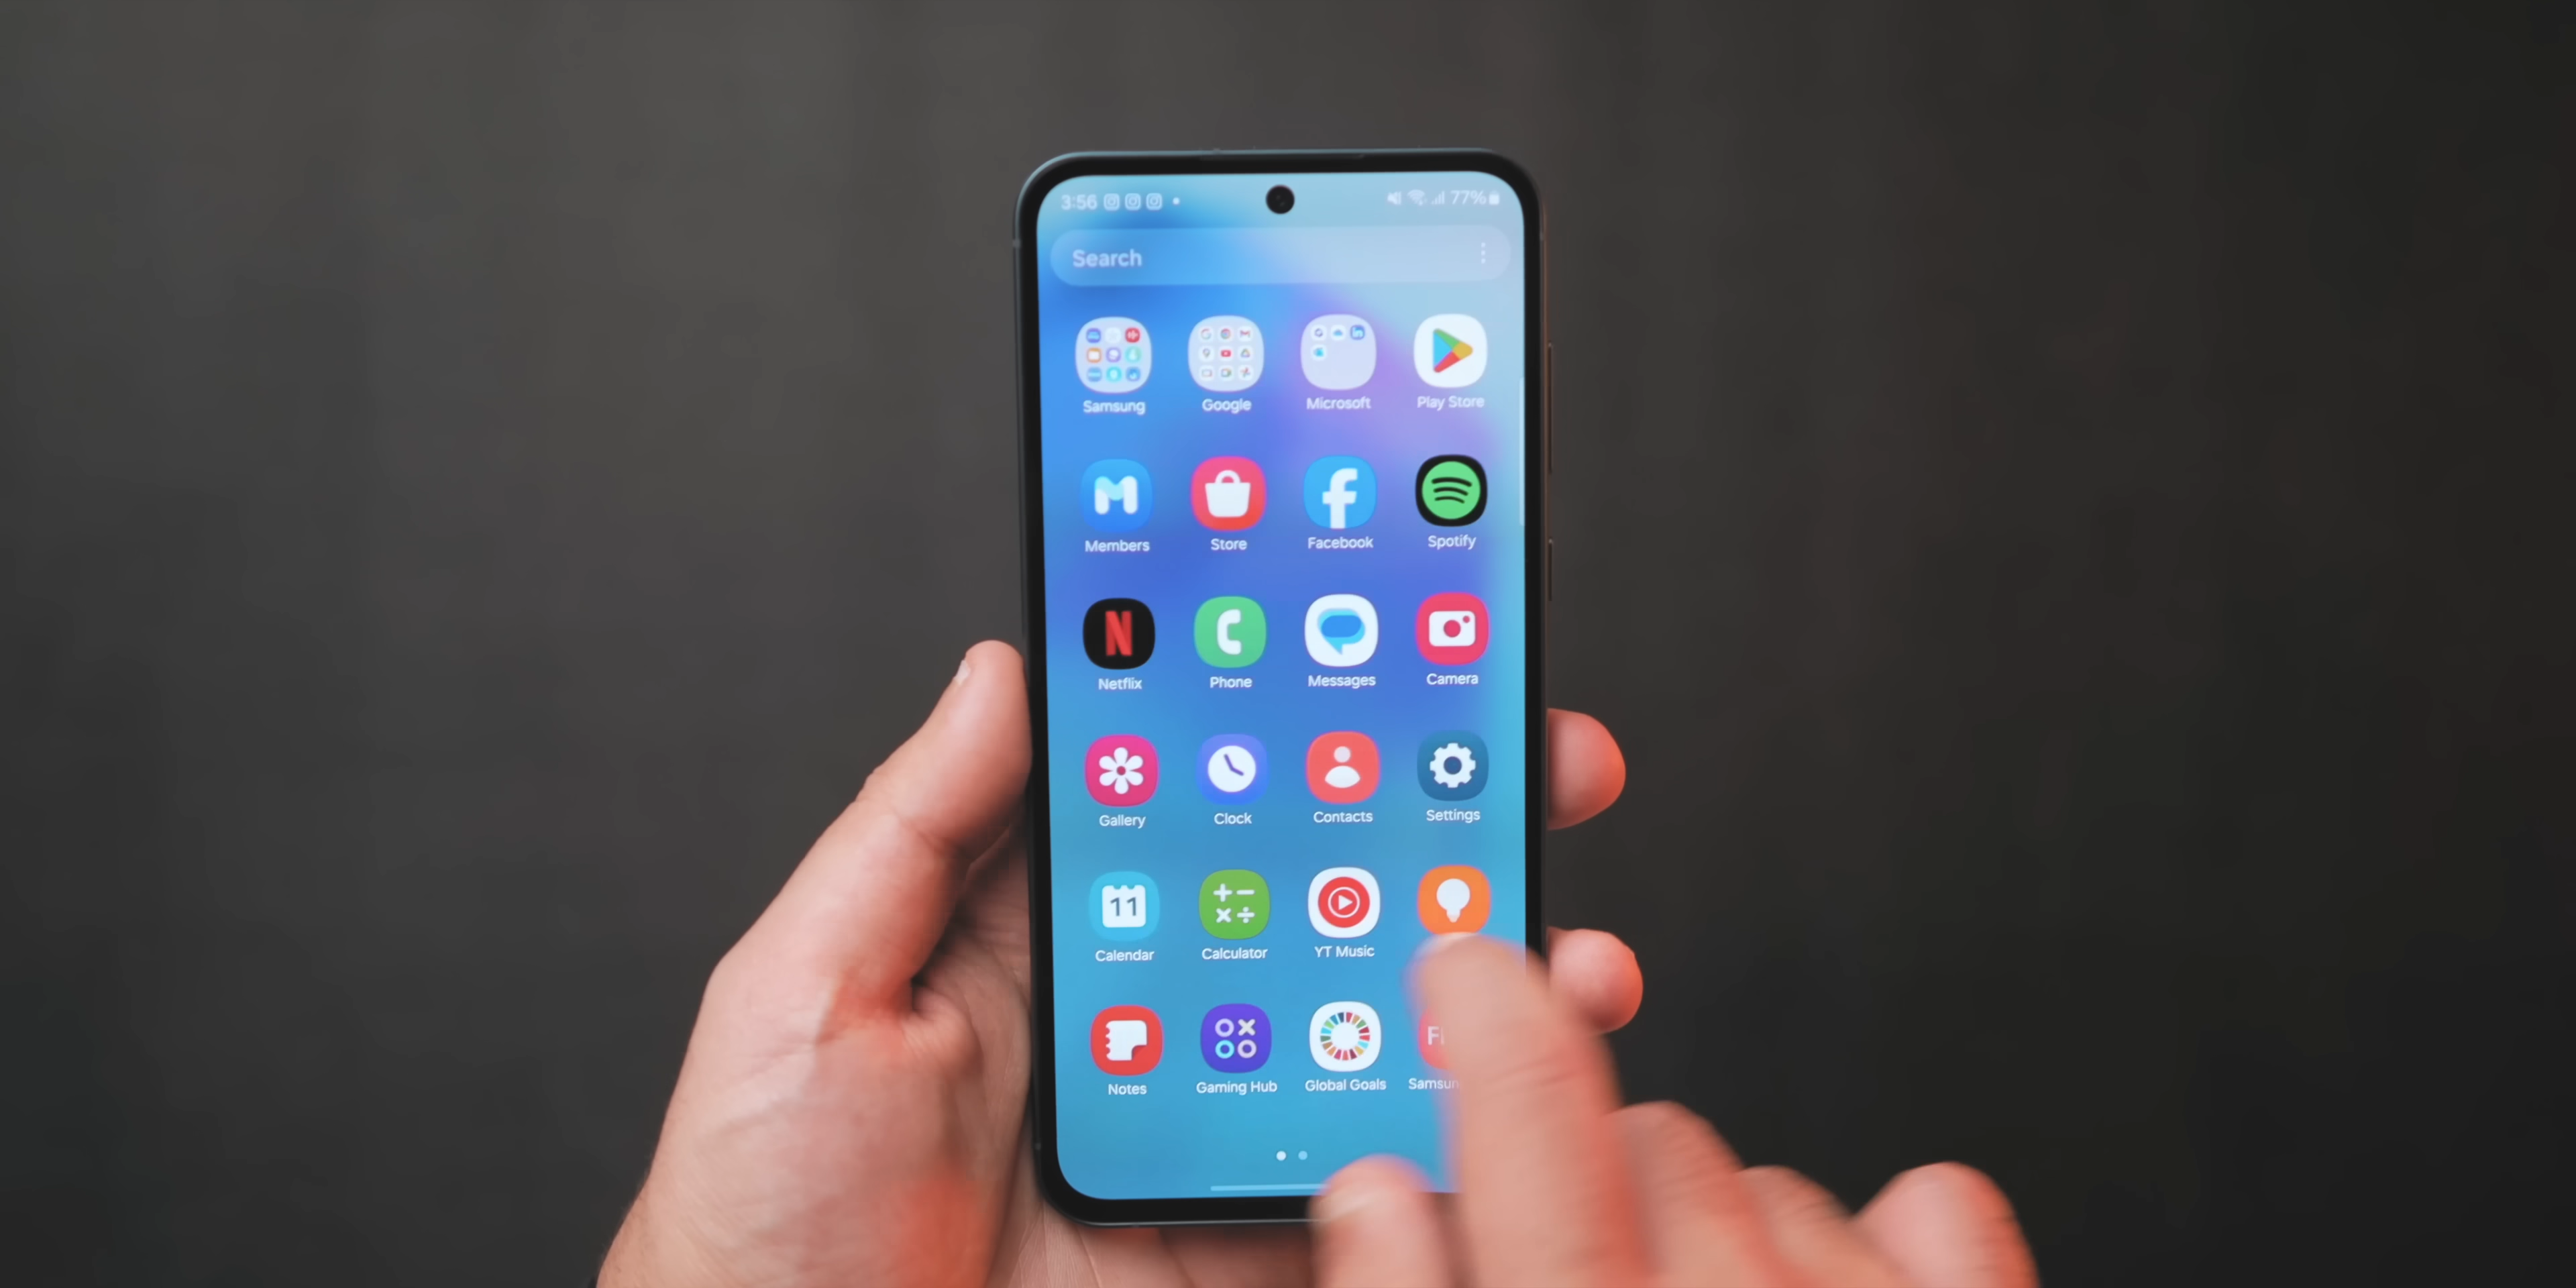 3:56 77%
Search
Samsung Google Microsoft Play Store
Members Store Facebook Spotify
N
Netflix Phone Messages Camera
Gallery Clock Contacts Settings
11
Calendar Calculator YT Music
Notes Gaming Hub Global Goals